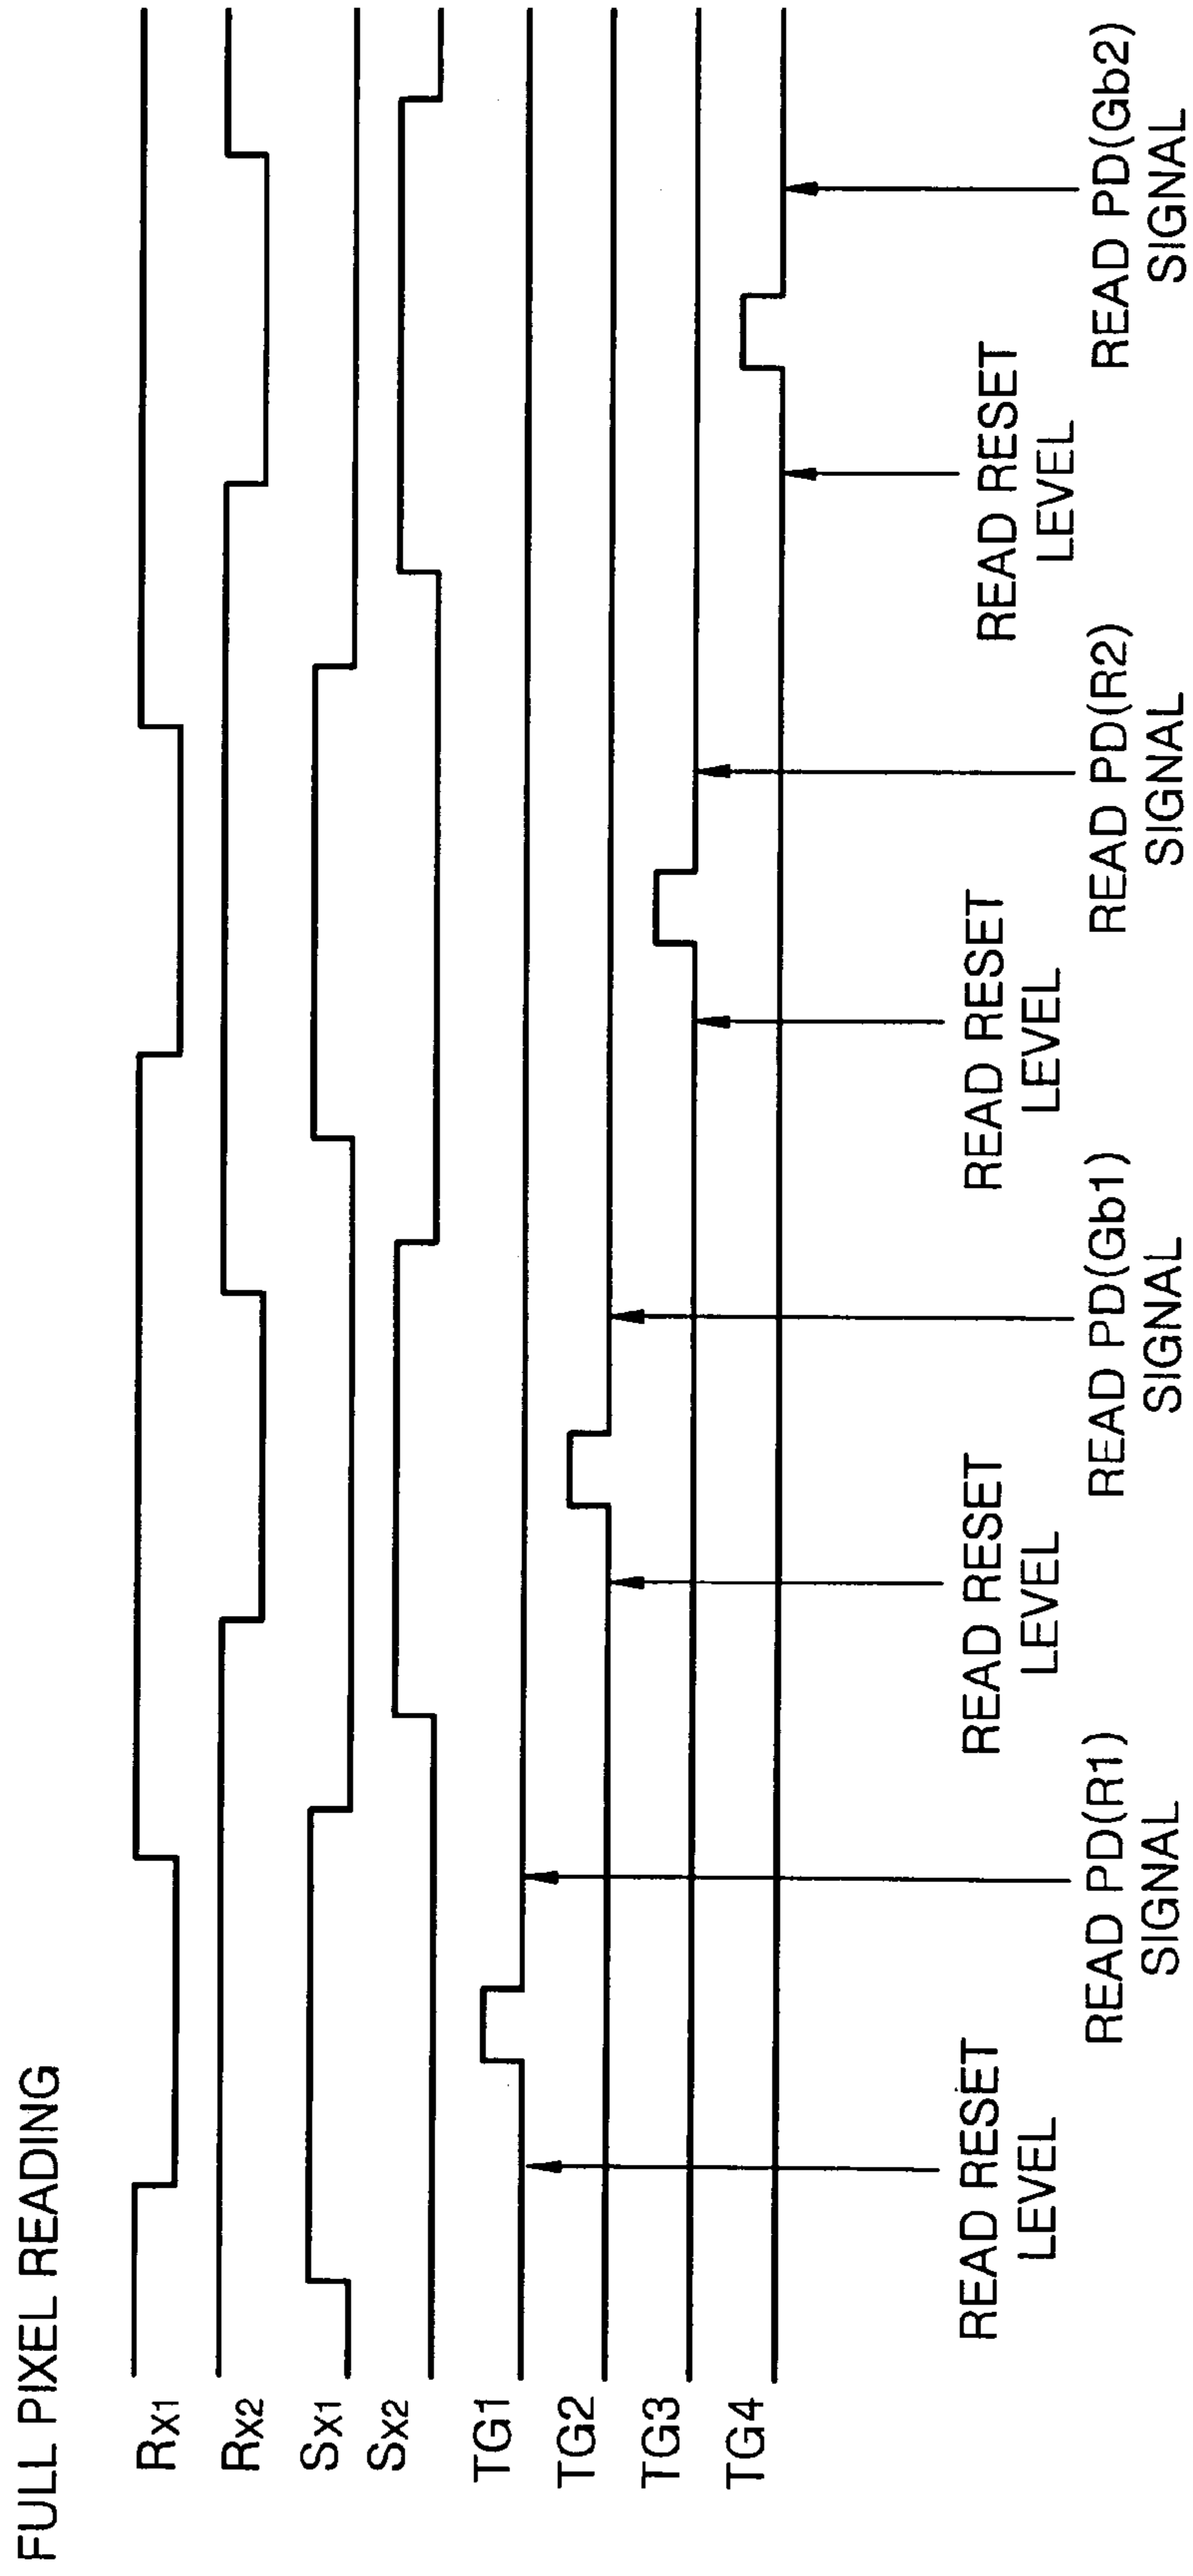 FULL PIXEL READING
RX1
RX2
SX1
SX2
TG1
TG2
TG3
TG4
READ RESET
LEVEL
READ PD(R1)
SIGNAL
READ RESET
LEVEL
READ PD(Gb1)
SIGNAL
READ RESET
LEVEL
READ PD(R2)
SIGNAL
READ RESET
LEVEL
READ PD(Gb2)
SIGNAL